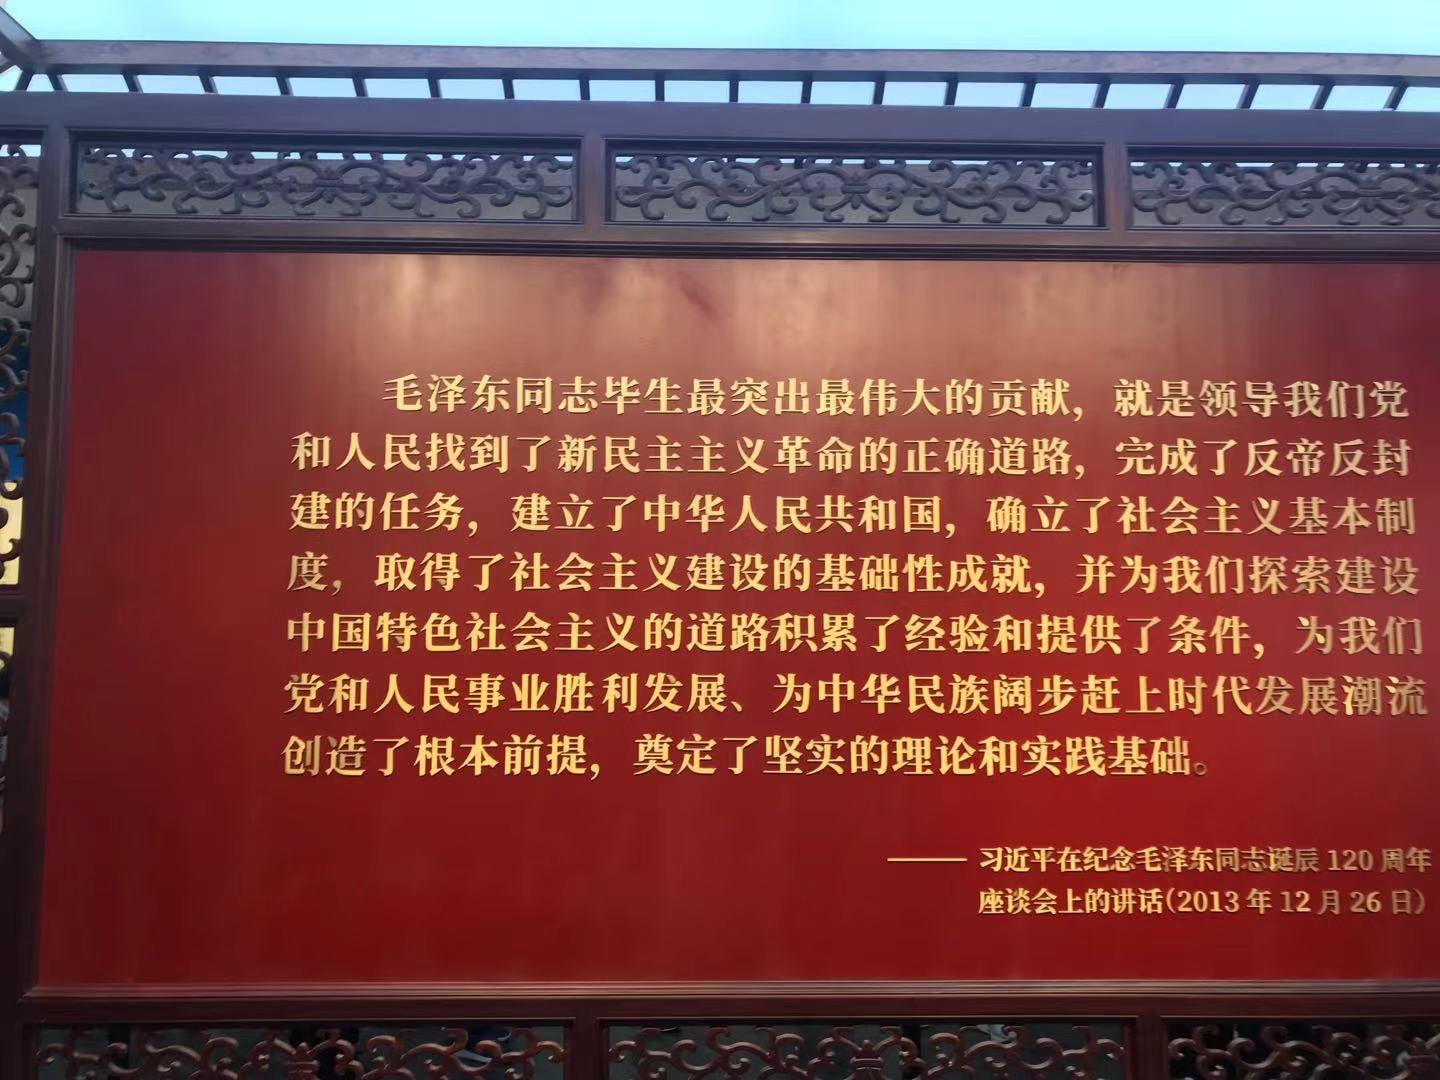 毛泽东同志毕生最突出最伟大的贡献，就是领导我们党
和人民找到了新民主主义革命的正确道路，完成了反帝反封
建的任务，建立了中华人民共和国，确立了社会主义基本制
度，取得了社会主义建设的基础性成就，并为我们探索建设
中国特色社会主义的道路积累了经验和提供了条件，为我们
党和人民事业胜利发展、为中华民族阔步赶上时代发展潮流
创造了根本前提，奠定了坚实的理论和实践基础。
——习近平在纪念毛泽东同志诞辰 120 周年
座谈会上的讲话(2013 年 12 月 26 日)